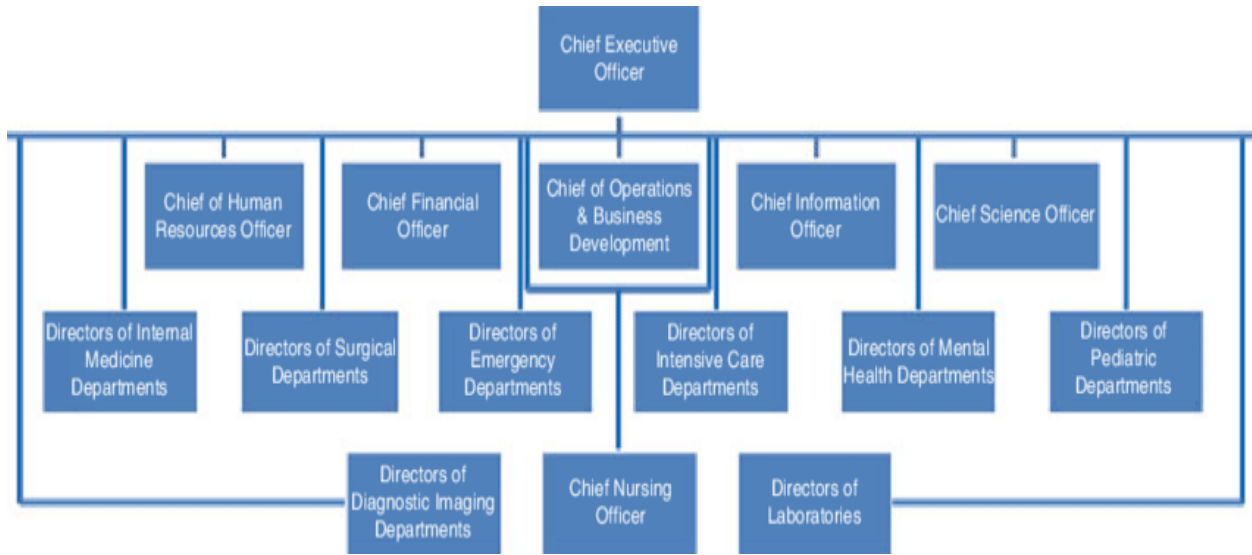 Chief Executive
Officer
Chief of Human
Resources Officer
Chief Financial
Officer
Chief of Operations
& Business
Development
Chief Information
Officer
Chief Science Officer
Directors of Internal
Medicine
Departments
Directors of Surgical
Departments
Directors of
Emergency
Departments
Directors of
Intensive Care
Departments
Directors of Mental
Health Departments
Directors of
Pediatric
Departments
Directors of
Diagnostic Imaging
Departments
Chief Nursing
Officer
Directors of
Laboratories